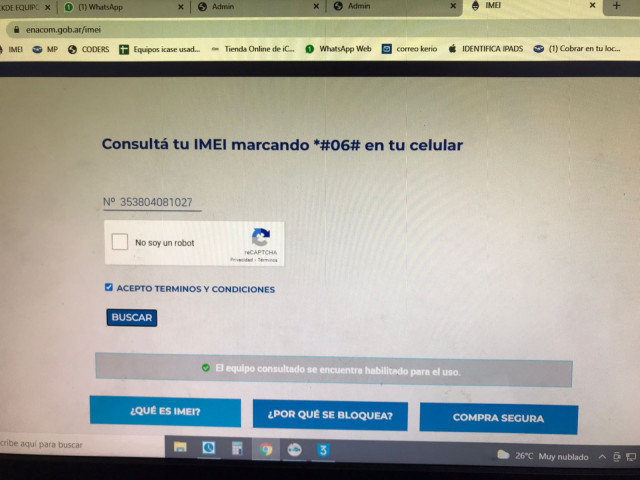 (1) WhatsApp
Admin
Admin
IMEI
enacom.gob.ar/imei
IMEI
MP
CODERS
Equipos icase usad...
Tienda Online de iC...
WhatsApp Web
correo kerio
IDENTIFICA IPADS
(1) Cobrar en tu loc...
Consultá tu IMEI marcando *#06# en tu celular
Nº 353804081027
No soy un robot
reCAPTCHA
Privacidad - Términos
ACEPTO TERMINOS Y CONDICIONES
BUSCAR
El equipo consultado se encuentra habilitado para el uso.
¿QUÉ ES IMEI?
¿POR QUÉ SE BLOQUEA?
COMPRA SEGURA
cribe aquí para buscar
26°C Muy nublado